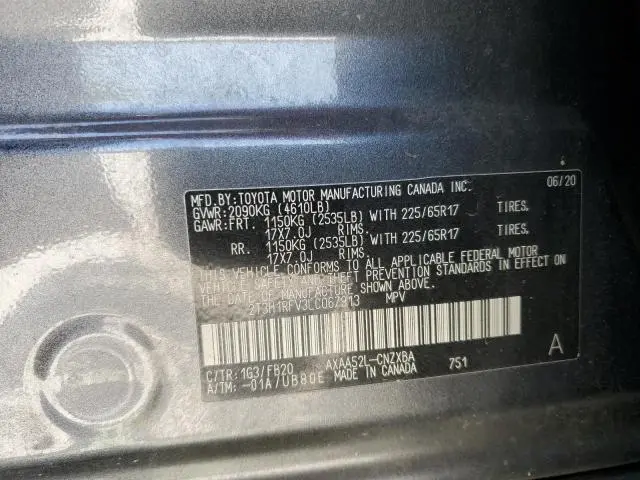 MFD.BY:TOYOTA MOTOR MANUFACTURING CANADA INC. 06/20
GVWR:2090KG (4610LB)
GAWR:FRT. 1150KG (2535LB) WITH 225/65R17 TIRES,
17X7.0J RIMS.
RR. 1150KG (2535LB) WITH 225/65R17 TIRES,
17X7.0J RIMS.
THIS VEHICLE CONFORMS TO ALL APPLICABLE FEDERAL MOTOR
VEHICLE SAFETY AND THEFT PREVENTION STANDARDS IN EFFECT ON
THE DATE OF MANUFACTURE SHOWN ABOVE.
2T3H1RFV3LC062913 MPV
C/TR: 1G3/FB20 AXAA52L-CNZXBA 751 A
A/TM: -01A/UB80E MADE IN CANADA